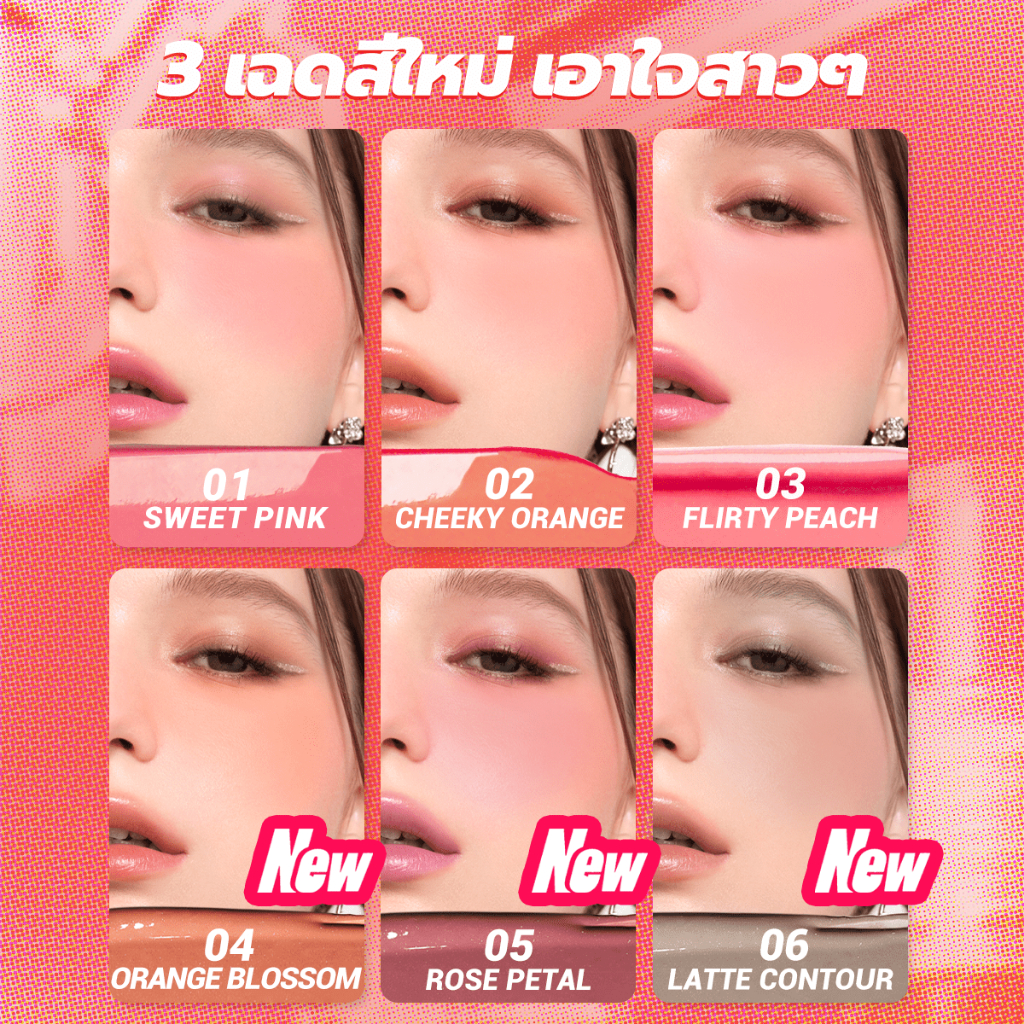 3 เฉดสีใหม่ เอาใจสาวๆ
01
SWEET PINK
02
CHEEKY ORANGE
03
FLIRTY PEACH
New
04
ORANGE BLOSSOM
New
05
ROSE PETAL
New
06
LATTE CONTOUR